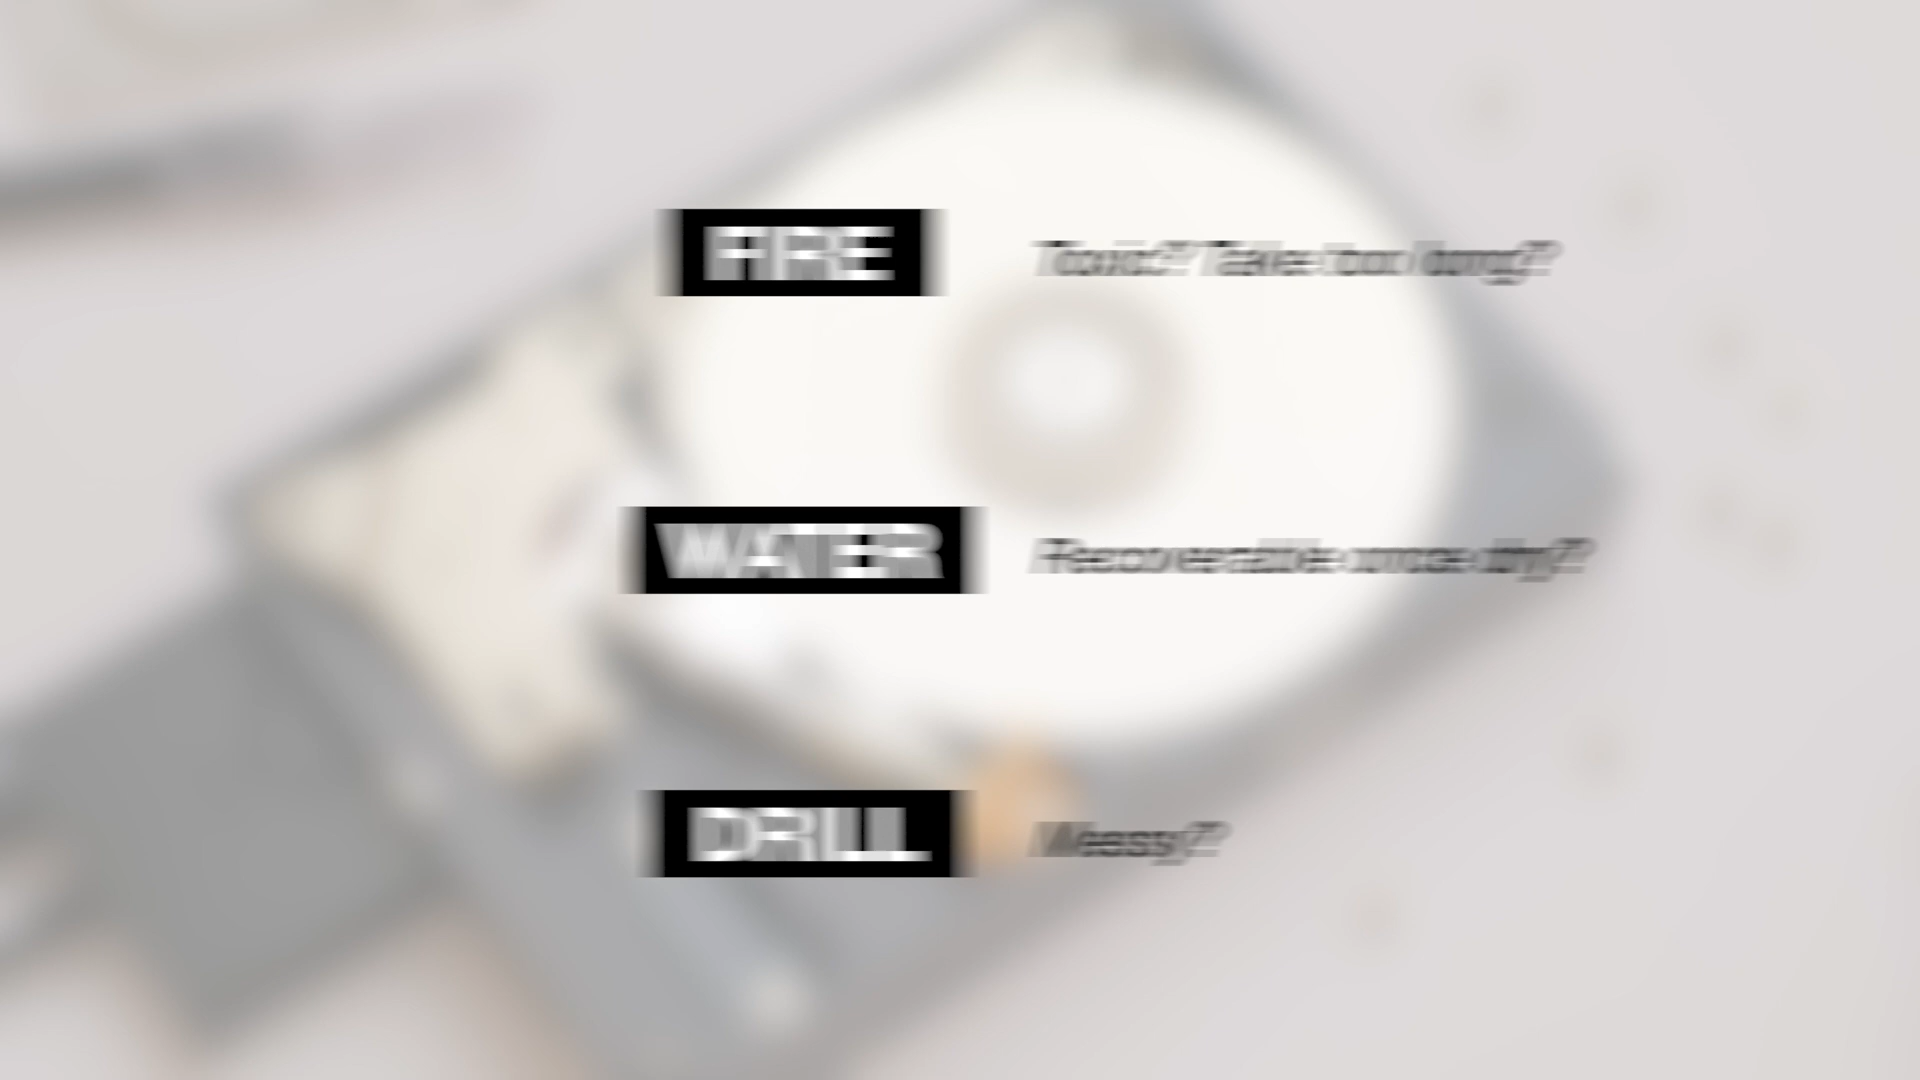 FIRE
Toxic? Take too long?
WATER
Recoverable once dry?
DRILL
Messy?